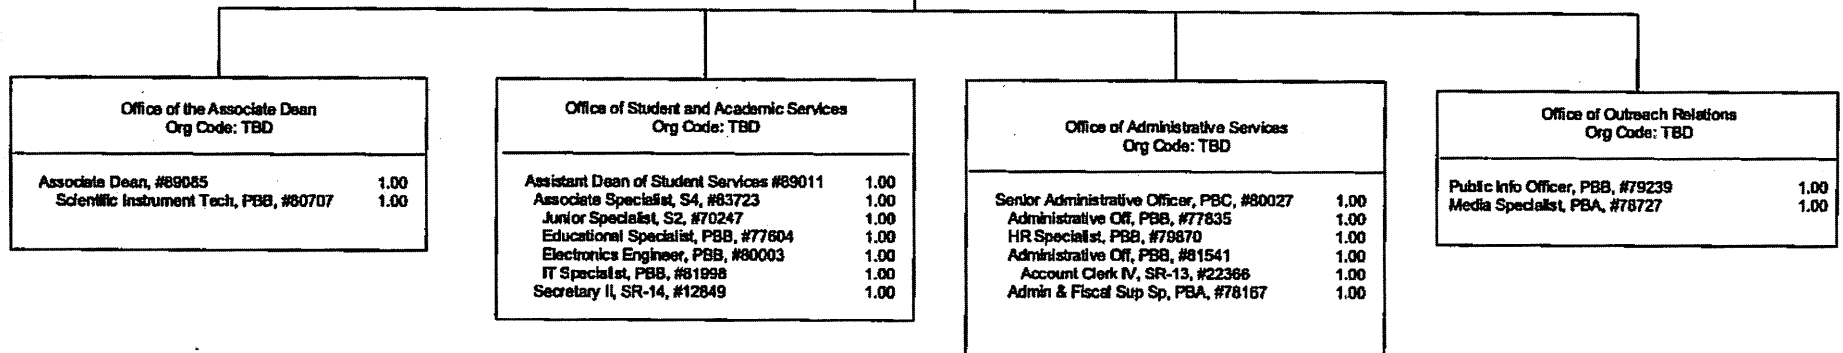 Office of the Associate Dean
Org Code: TBD
Associate Dean, #89085 1.00
Scientific Instrument Tech, PBB, #80707 1.00
Office of Student and Academic Services
Org Code: TBD
Assistant Dean of Student Services #89011 1.00
Associate Specialist, S4, #83723 1.00
Junior Specialist, S2, #70247 1.00
Educational Specialist, PBB, #77604 1.00
Electronics Engineer, PBB, #80003 1.00
IT Specialist, PBB, #81998 1.00
Secretary II, SR-14, #12849 1.00
Office of Administrative Services
Org Code: TBD
Senior Administrative Officer, PBC, #80027 1.00
Administrative Off, PBB, #77835 1.00
HR Specialist, PBB, #79870 1.00
Administrative Off, PBB, #81541 1.00
Account Clerk IV, SR-13, #22366 1.00
Admin & Fiscal Sup Sp, PBA, #78167 1.00
Office of Outreach Relations
Org Code: TBD
Public Info Officer, PBB, #79239 1.00
Media Specialist, PBA, #78727 1.00